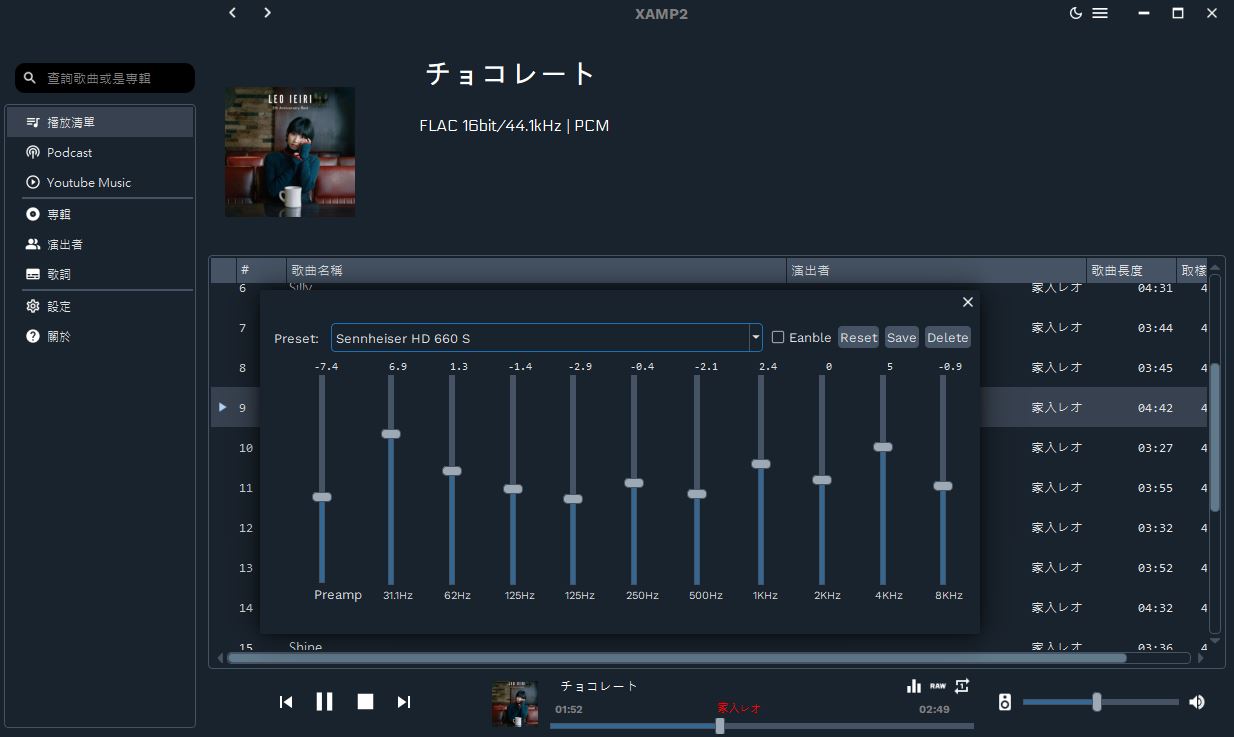 XAMP2
查詢歌曲或是專輯
播放清單
Podcast
Youtube Music
專輯
演出者
歌詞
設定
關於
LEO IEIRI
チョコレート
FLAC 16bit/44.1kHz | PCM
# 歌曲名稱 演出者 歌曲長度 取樣
6 Silly 家入レオ 04:31 4
7 家入レオ 03:44 4
8 家入レオ 03:45 4
9 家入レオ 04:42 4
10 家入レオ 03:27 4
11 家入レオ 03:55 4
12 家入レオ 03:32 4
13 家入レオ 03:52 4
14 家入レオ 04:32 4
15 Shine 家入レオ 03:36 4
Preset: Sennheiser HD 660 S Eanble Reset Save Delete
-7.4 6.9 1.3 -1.4 -2.9 -0.4 -2.1 2.4 0 5 -0.9
Preamp 31.1Hz 62Hz 125Hz 125Hz 250Hz 500Hz 1KHz 2KHz 4KHz 8KHz
チョコレート
RAW
1
01:52 家入レオ 02:49